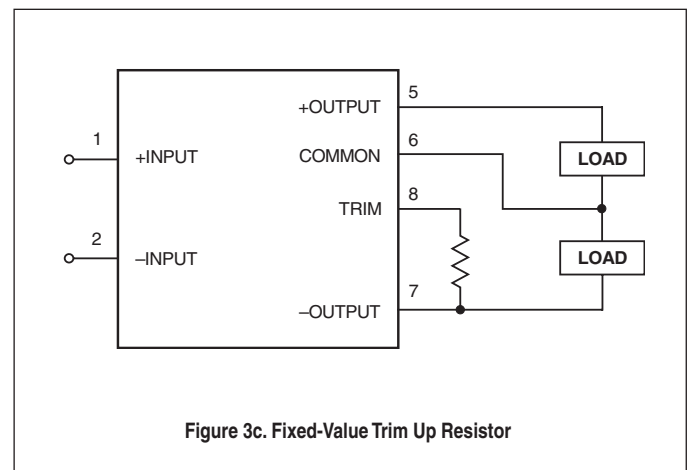 +OUTPUT
5
1
+INPUT
COMMON
6
LOAD
TRIM
8
2
–INPUT
LOAD
–OUTPUT
7
Figure 3c. Fixed-Value Trim Up Resistor